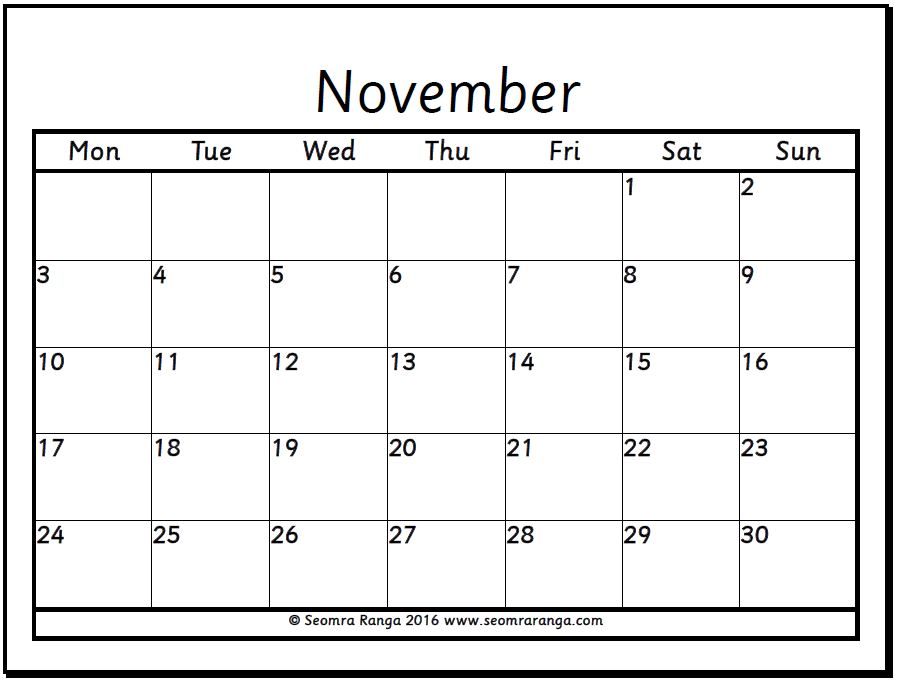 November
Mon Tue Wed Thu Fri Sat Sun
1 2
3 4 5 6 7 8 9
10 11 12 13 14 15 16
17 18 19 20 21 22 23
24 25 26 27 28 29 30
© Seomra Ranga 2016 www.seomraranga.com